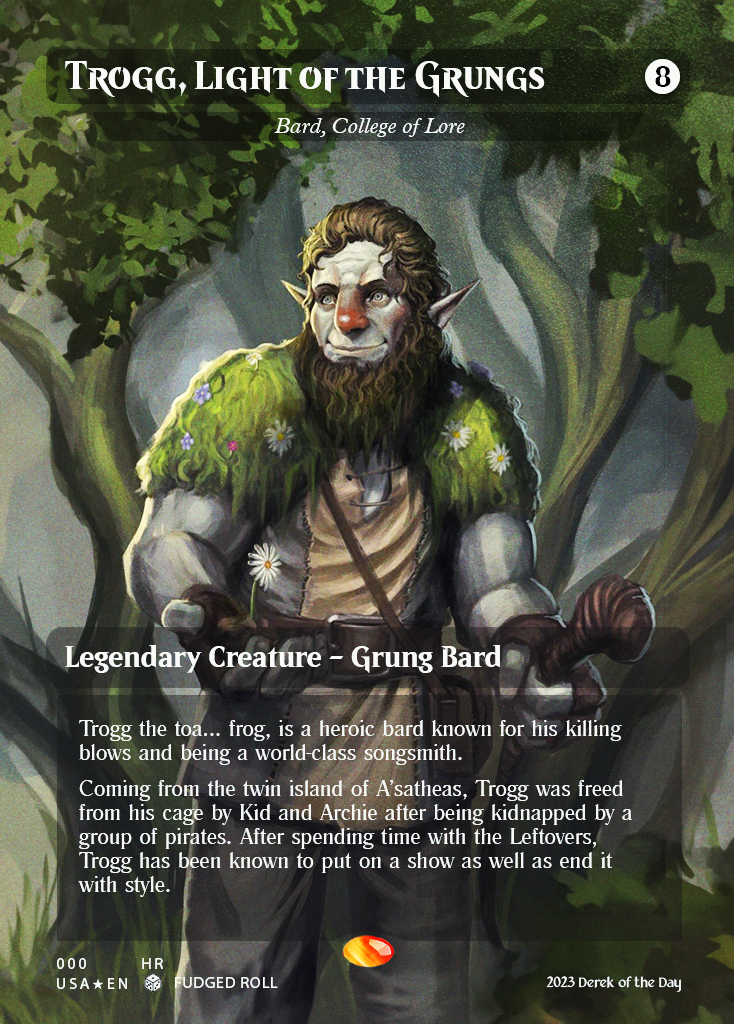 Trogg, Light of the Grungs
8
Bard, College of Lore
Legendary Creature – Grung Bard
Trogg the toa... frog, is a heroic bard known for his killing
blows and being a world-class songsmith.
Coming from the twin island of A'satheas, Trogg was freed
from his cage by Kid and Archie after being kidnapped by a
group of pirates. After spending time with the Leftovers,
Trogg has been known to put on a show as well as end it
with style.
000 HR
USA★EN FUDGED ROLL
2023 Derek of the Day